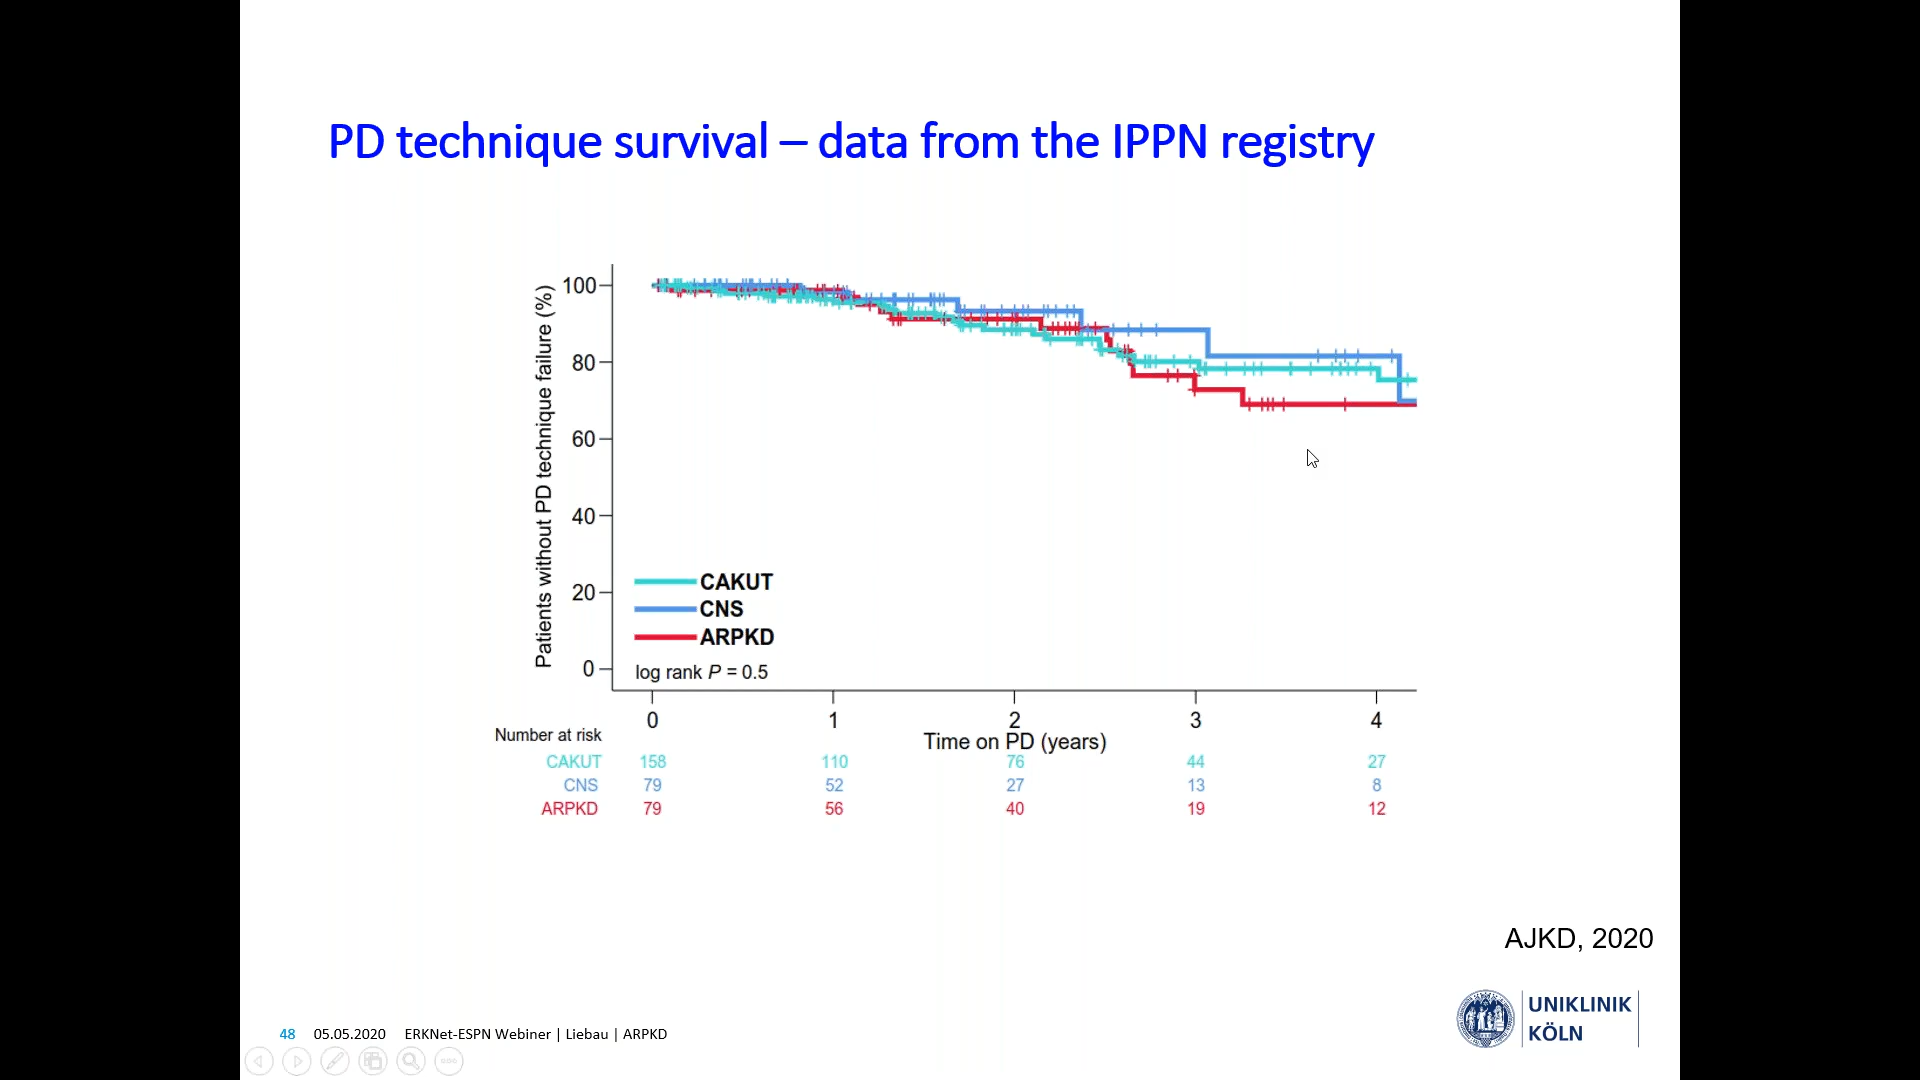 PD technique survival – data from the IPPN registry
Patients without PD technique failure (%)
100
80
60
40
20
0
CAKUT
CNS
ARPKD
log rank P = 0.5
0 1 2 3 4
Time on PD (years)
Number at risk
CAKUT 158 110 76 44 27
CNS 79 52 27 13 8
ARPKD 79 56 40 19 12
AJKD, 2020
UNIKLINIK
KÖLN
48 05.05.2020 ERKNet-ESPN Webiner | Liebau | ARPKD